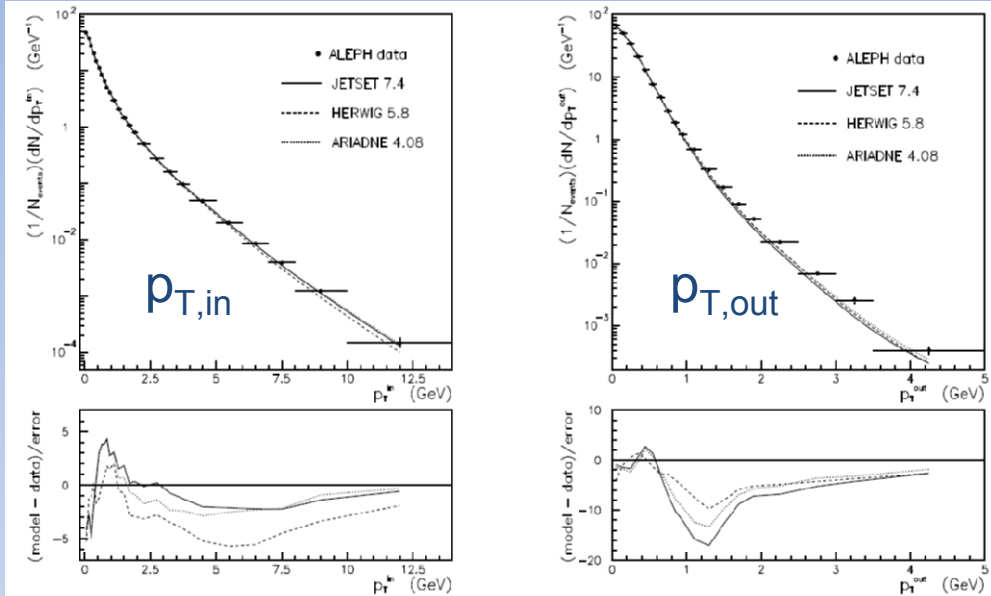 10²
(1/N_events)(dN/dp_T^in) (GeV⁻¹)
1
10⁻²
10⁻⁴
ALEPH data
JETSET 7.4
HERWIG 5.8
ARIADNE 4.08
p_T,in
0 2.5 5 7.5 10 12.5
p_T^in (GeV)
(model - data)/error
5
0
-5
0 2.5 5 7.5 10 12.5
p_T^in (GeV)
10²
(1/N_events)(dN/dp_T^out) (GeV⁻¹)
10
1
10⁻¹
10⁻²
10⁻³
ALEPH data
JETSET 7.4
HERWIG 5.8
ARIADNE 4.08
p_T,out
0 1 2 3 4 5
p_T^out (GeV)
(model - data)/error
10
0
-10
-20
0 1 2 3 4 5
p_T^out (GeV)